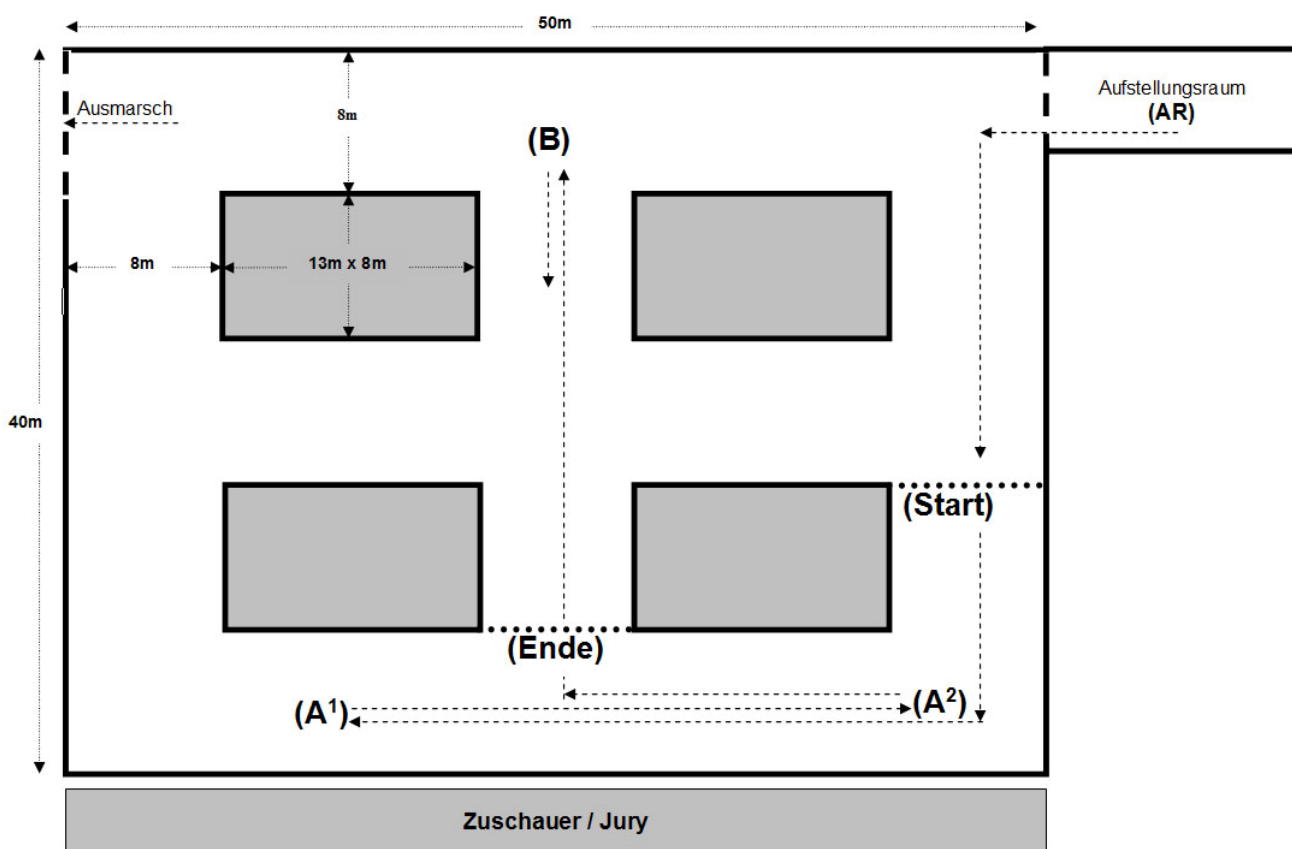 50m
Aufstellungsraum
(AR)
Ausmarsch
8m
(B)
8m
13m x 8m
40m
(Start)
(Ende)
(A¹)
(A²)
Zuschauer / Jury